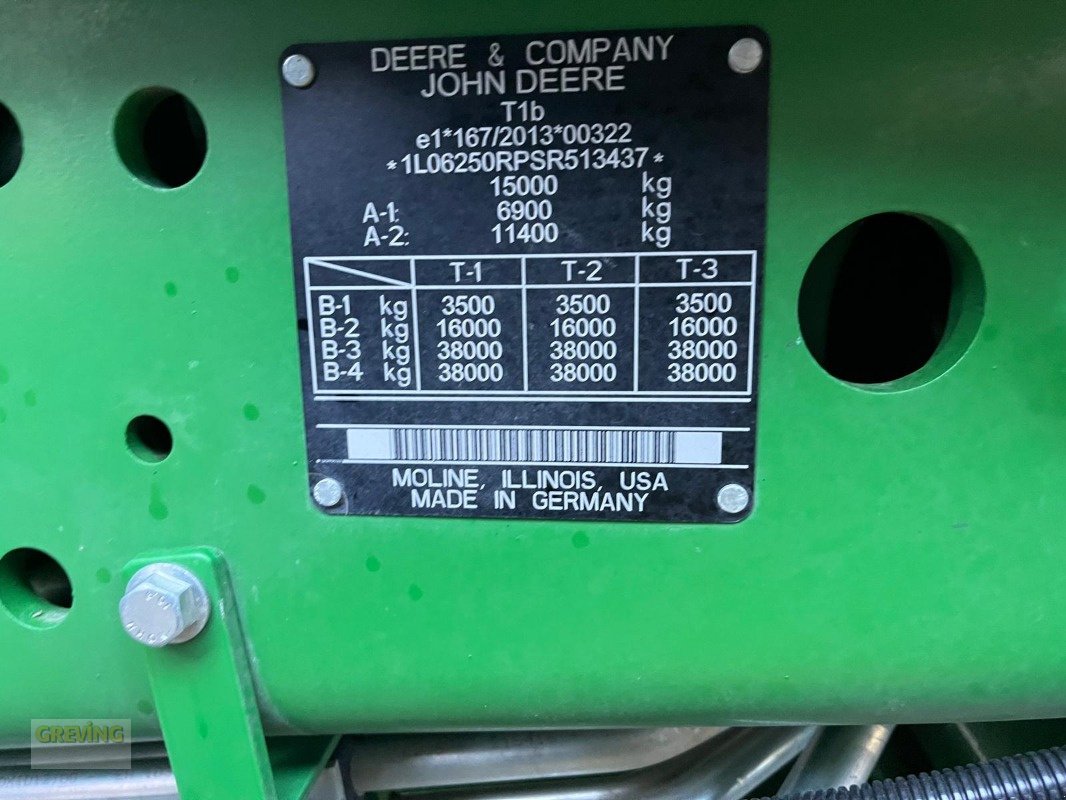 DEERE & COMPANY
JOHN DEERE
T1b
e1*167/2013*00322
*1L06250RPSR513437*
15000 kg
A-1: 6900 kg
A-2: 11400 kg
T-1 T-2 T-3
B-1 kg 3500 3500 3500
B-2 kg 16000 16000 16000
B-3 kg 38000 38000 38000
B-4 kg 38000 38000 38000
MOLINE, ILLINOIS, USA
MADE IN GERMANY
GREVING